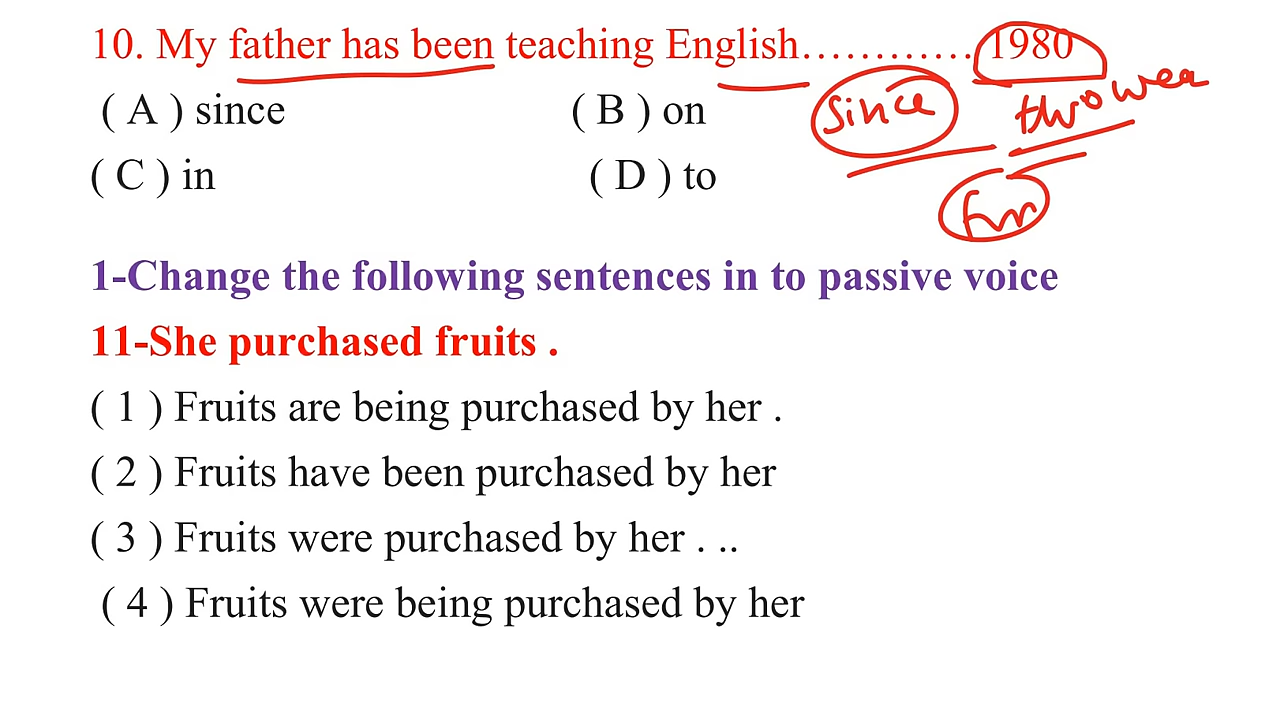 10. My father has been teaching English………… 1980
( A ) since ( B ) on
since
( C ) in ( D ) to
1-Change the following sentences in to passive voice
11-She purchased fruits .
( 1 ) Fruits are being purchased by her .
( 2 ) Fruits have been purchased by her
( 3 ) Fruits were purchased by her . ..
( 4 ) Fruits were being purchased by her